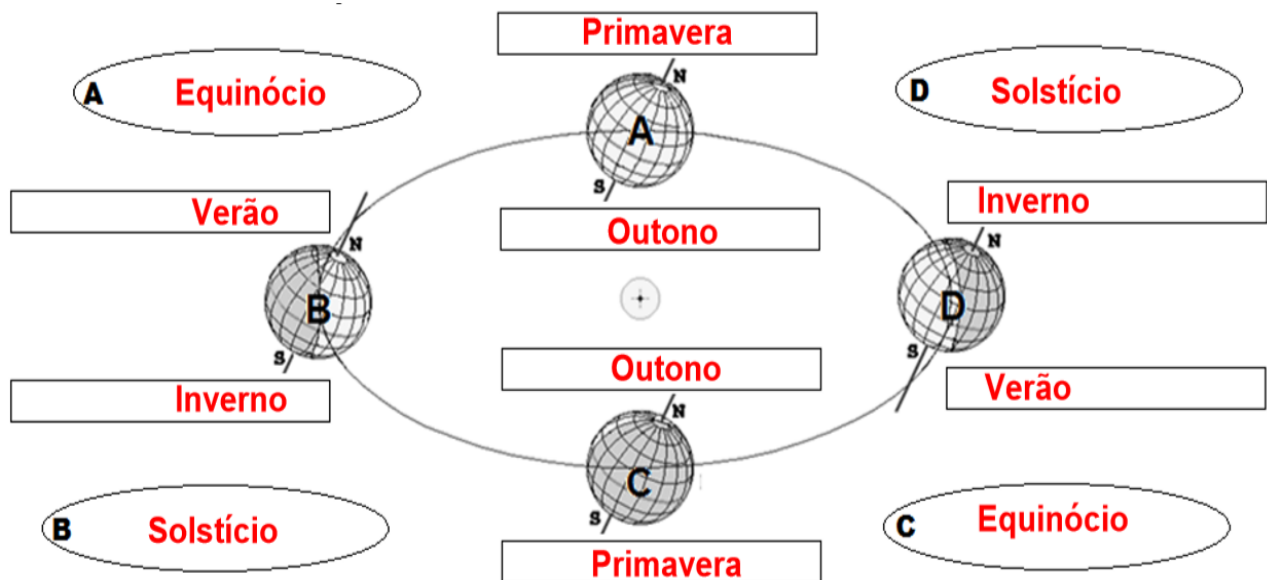 Primavera
A Equinócio
D Solstício
N
A
S
Verão
Inverno
Outono
N
B
S
N
D
S
Outono
Inverno
Verão
N
C
S
B Solstício
C Equinócio
Primavera